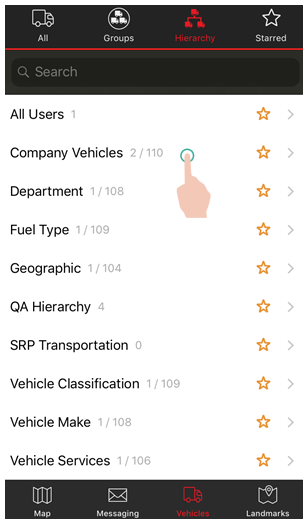 All Groups Hierarchy Starred
Search
All Users 1
Company Vehicles 2 / 110
Department 1 / 108
Fuel Type 1 / 109
Geographic 1 / 104
QA Hierarchy 4
SRP Transportation 0
Vehicle Classification 1 / 109
Vehicle Make 1 / 108
Vehicle Services 1 / 106
Map Messaging Vehicles Landmarks